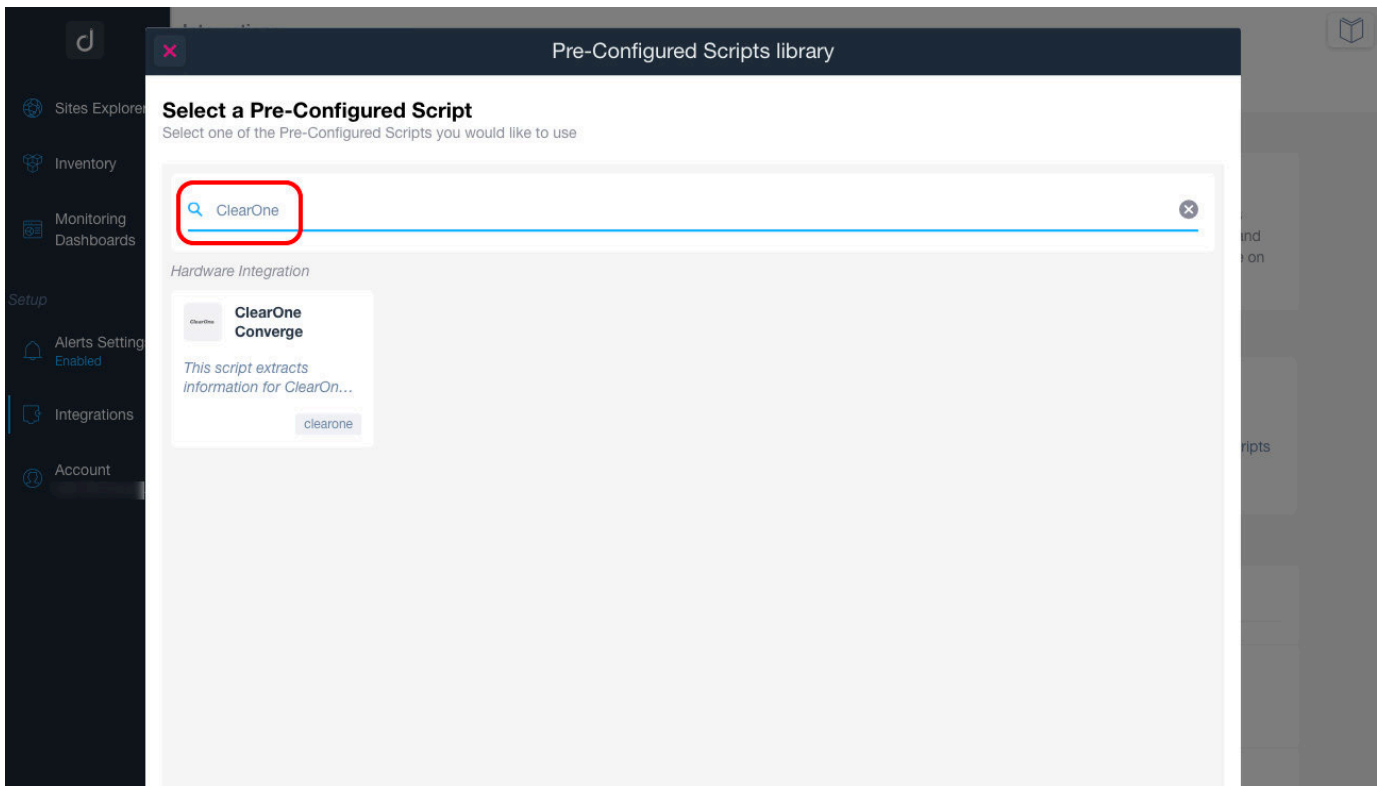 d
Pre-Configured Scripts library
Sites Explorer
Select a Pre-Configured Script
Select one of the Pre-Configured Scripts you would like to use
Inventory
ClearOne
Monitoring
Dashboards
and
on
Hardware Integration
Setup
ClearOne
ClearOne
Converge
Alerts Setting
Enabled
This script extracts
information for ClearOn...
Integrations
clearone
ripts
Account